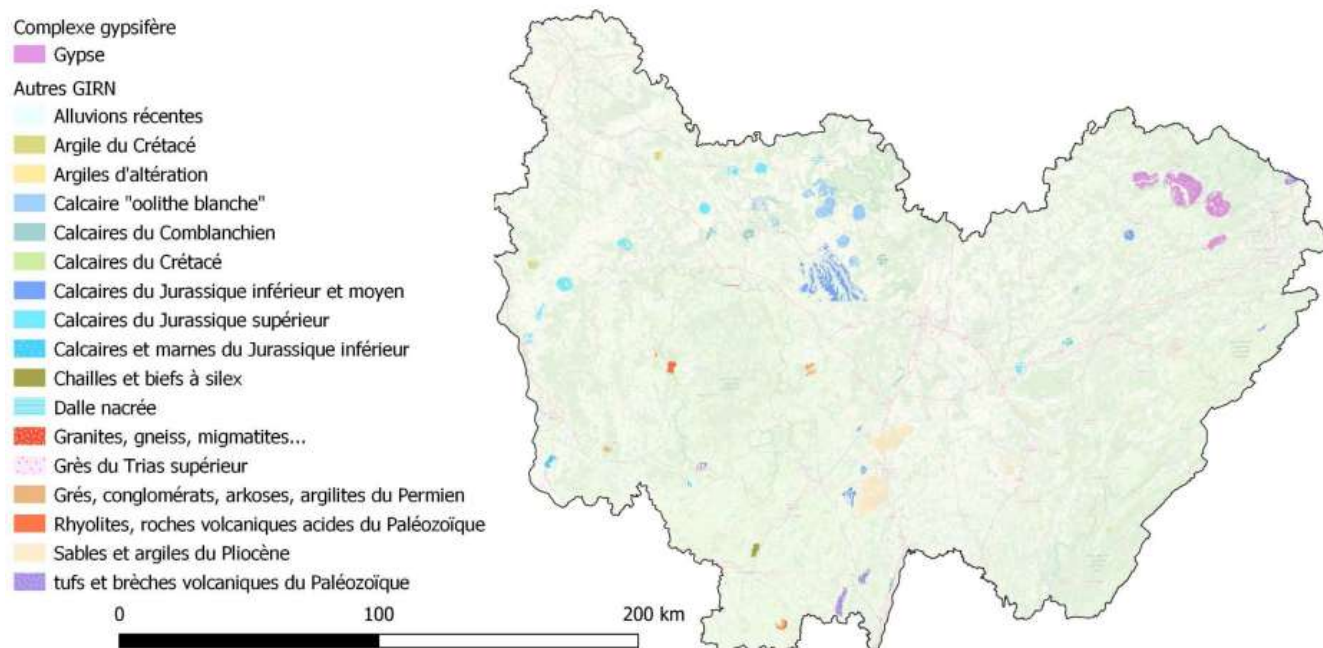 Complexe gypsifère
Gypse
Autres GIRN
Alluvions récentes
Argile du Crétacé
Argiles d'altération
Calcaire "oolithe blanche"
Calcaires du Comblanchien
Calcaires du Crétacé
Calcaires du Jurassique inférieur et moyen
Calcaires du Jurassique supérieur
Calcaires et marnes du Jurassique inférieur
Chailles et biefs à silex
Dalle nacrée
Granites, gneiss, migmatites...
Grès du Trias supérieur
Grés, conglomérats, arkoses, argilites du Permien
Rhyolites, roches volcaniques acides du Paléozoïque
Sables et argiles du Pliocène
tufs et brèches volcaniques du Paléozoïque
0 100 200 km